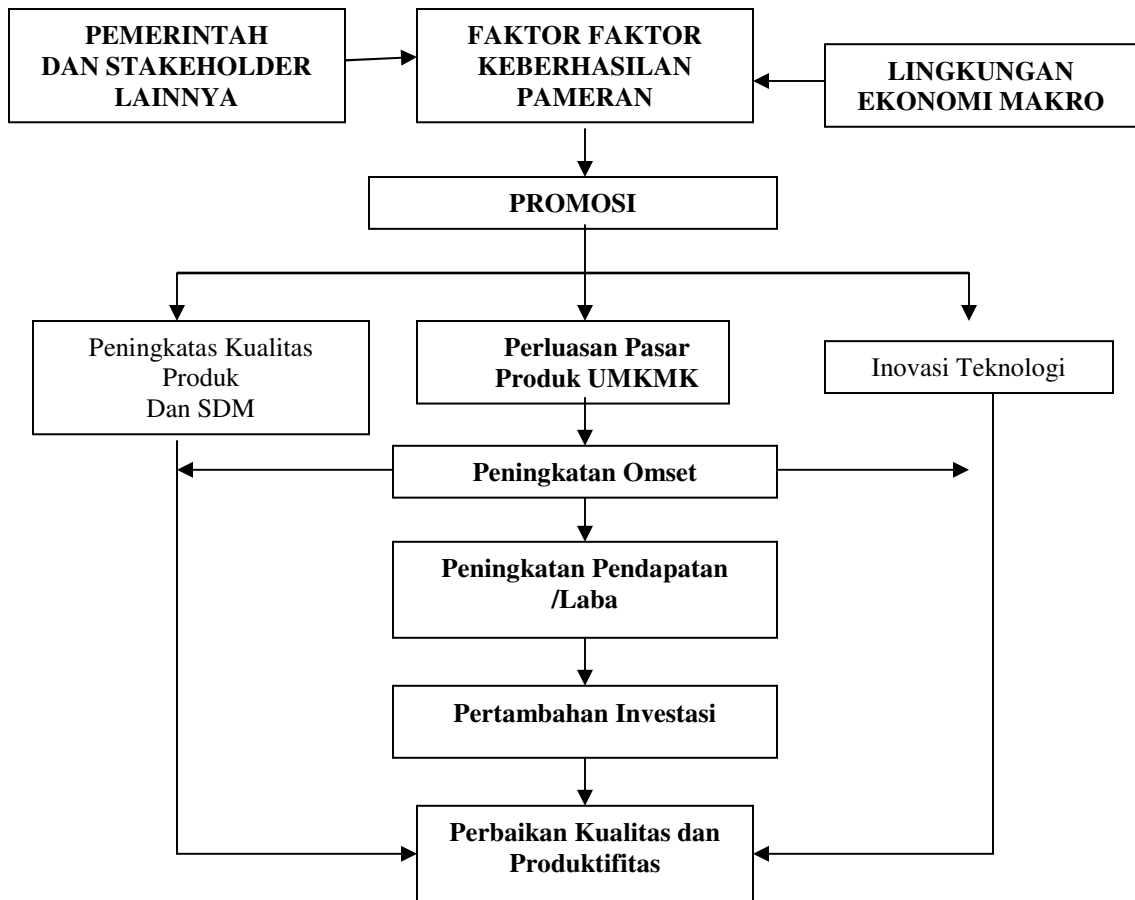 PEMERINTAH
DAN STAKEHOLDER
LAINNYA
FAKTOR FAKTOR
KEBERHASILAN
PAMERAN
LINGKUNGAN
EKONOMI MAKRO
PROMOSI
Peningkatas Kualitas
Produk
Dan SDM
Perluasan Pasar
Produk UMKMK
Inovasi Teknologi
Peningkatan Omset
Peningkatan Pendapatan
/Laba
Pertambahan Investasi
Perbaikan Kualitas dan
Produktifitas